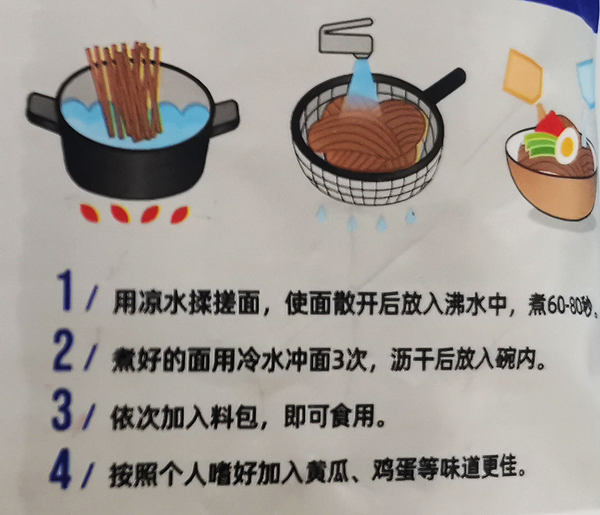 1/ 用凉水揉搓面，使面散开后放入沸水中，煮60-80秒。
2/ 煮好的面用冷水冲面3次，沥干后放入碗内。
3/ 依次加入料包，即可食用。
4/ 按照个人嗜好加入黄瓜、鸡蛋等味道更佳。